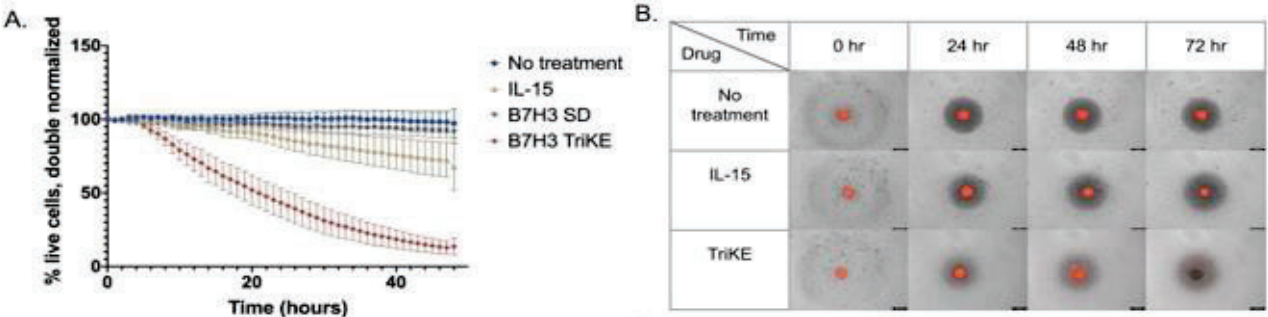 A.
150
100
50
0
% live cells, double normalized
0
20
40
Time (hours)
No treatment
IL-15
B7H3 SD
B7H3 TriKE
B.
Time
Drug
0 hr
24 hr
48 hr
72 hr
No
treatment
IL-15
TriKE